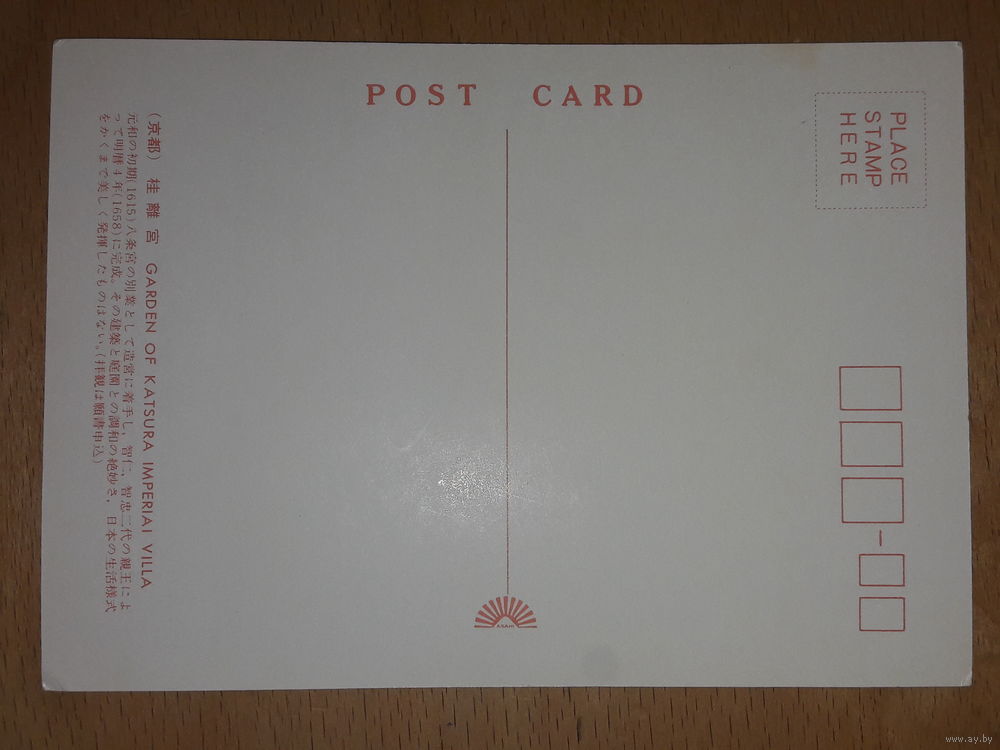 POST CARD
PLACE
STAMP
HERE
(京都) 桂離宮 GARDEN OF KATSURA IMPERIAI VILLA
元和の初期(1615)八条宮の別業として造営に着手し、智仁、智忠二代の親王によ
って明暦4年(1658)に完成。その建築と庭園との調和の絶妙さ、日本の生活様式
をかくまで美しく発揮したものはない。(拝観は願書申込)
ASAHI
www.ay.by